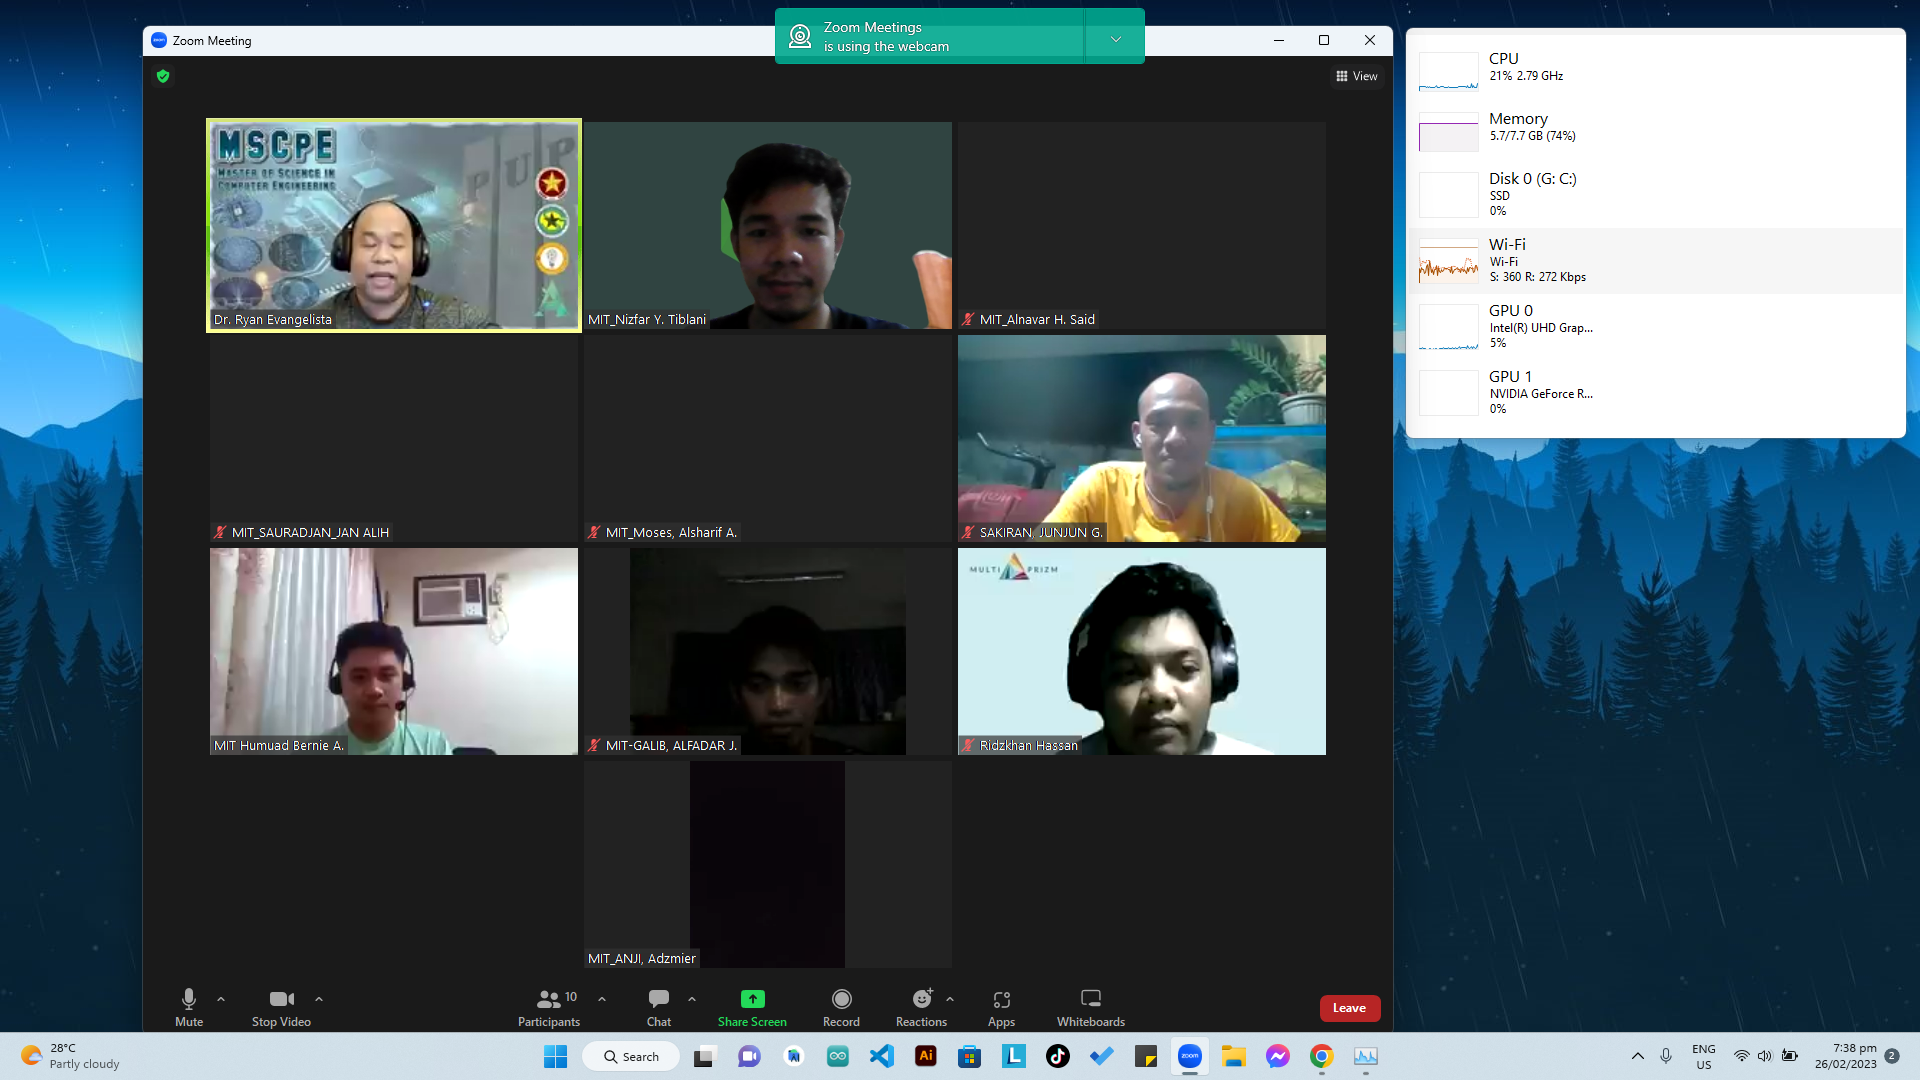 Zoom Meeting
Zoom Meetings
is using the webcam
View
MSCPE
MASTER OF SCIENCE IN
COMPUTER ENGINEERING
PUP
Dr. Ryan Evangelista
MIT_Nizfar Y. Tiblani
MIT_Alnavar H. Said
MIT_SAURADJAN_JAN ALIH
MIT_Moses, Alsharif A.
SAKIRAN, JUNJUN G.
MULTI PRIZM
MIT Humuad Bernie A.
MIT-GALIB, ALFADAR J.
Ridzkhan Hassan
MIT_ANJI, Adzmier
Mute
Stop Video
10
Participants
Chat
Share Screen
Record
Reactions
Apps
Whiteboards
Leave
CPU
21% 2.79 GHz
Memory
5.7/7.7 GB (74%)
Disk 0 (G: C:)
SSD
0%
Wi-Fi
Wi-Fi
S: 360 R: 272 Kbps
GPU 0
Intel(R) UHD Grap...
5%
GPU 1
NVIDIA GeForce R...
0%
28°C
Partly cloudy
Search
Ai
L
zoom
ENG
US
7:38 pm
26/02/2023
2